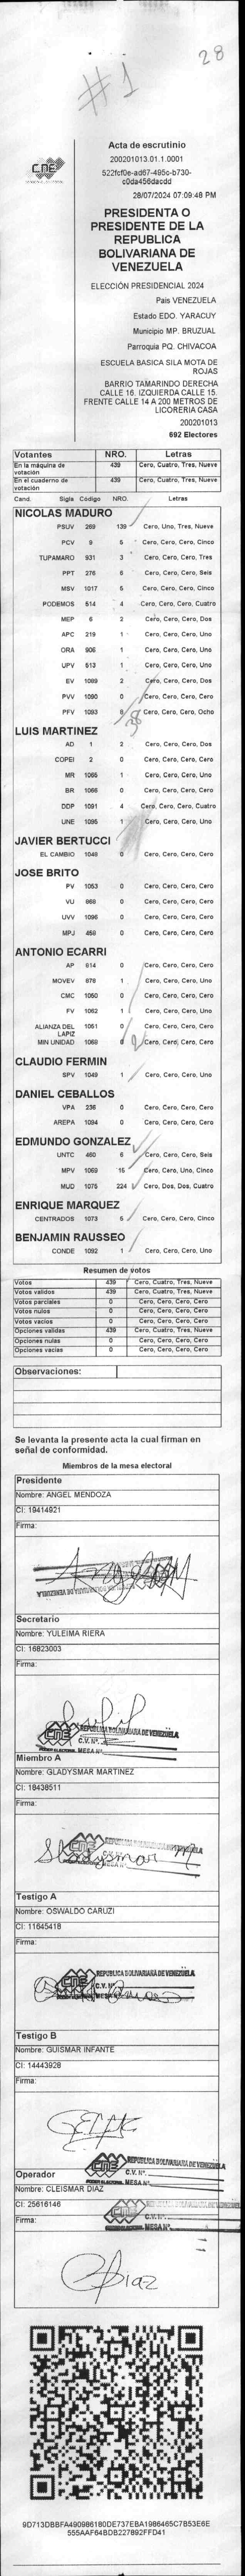 28
#1
CNE
Acta de escrutinio
200201013.01.1.0001
522fcf0e-ad67-495c-b730-
c0da456dacdd
28/07/2024 07:09:48 PM
PRESIDENTA O
PRESIDENTE DE LA
REPUBLICA
BOLIVARIANA DE
VENEZUELA
ELECCIÓN PRESIDENCIAL 2024
Pais VENEZUELA
Estado EDO. YARACUY
Municipio MP. BRUZUAL
Parroquia PQ. CHIVACOA
ESCUELA BASICA SILA MOTA DE
ROJAS
BARRIO TAMARINDO DERECHA
CALLE 16. IZQUIERDA CALLE 15.
FRENTE CALLE 14 A 200 METROS DE
LICORERIA CASA
200201013
692 Electores
Votantes NRO. Letras
En la máquina de votación 439 Cero, Cuatro, Tres, Nueve
En el cuaderno de votación 439 Cero, Cuatro, Tres, Nueve
Cand. Sigla Código NRO. Letras
NICOLAS MADURO
PSUV 269 139 Cero, Uno, Tres, Nueve
PCV 9 5 Cero, Cero, Cero, Cinco
TUPAMARO 931 3 Cero, Cero, Cero, Tres
PPT 276 6 Cero, Cero, Cero, Seis
MSV 1017 5 Cero, Cero, Cero, Cinco
PODEMOS 514 4 Cero, Cero, Cero, Cuatro
MEP 6 2 Cero, Cero, Cero, Dos
APC 219 1 Cero, Cero, Cero, Uno
ORA 906 1 Cero, Cero, Cero, Uno
UPV 513 1 Cero, Cero, Cero, Uno
EV 1089 2 Cero, Cero, Cero, Dos
PVV 1090 0 Cero, Cero, Cero, Cero
PFV 1093 8 Cero, Cero, Cero, Ocho
LUIS MARTINEZ
AD 1 2 Cero, Cero, Cero, Dos
COPEI 2 0 Cero, Cero, Cero, Cero
MR 1065 1 Cero, Cero, Cero, Uno
BR 1066 0 Cero, Cero, Cero, Cero
DDP 1091 4 Cero, Cero, Cero, Cuatro
UNE 1095 1 Cero, Cero, Cero, Uno
JAVIER BERTUCCI
EL CAMBIO 1048 0 Cero, Cero, Cero, Cero
JOSE BRITO
PV 1053 0 Cero, Cero, Cero, Cero
VU 968 0 Cero, Cero, Cero, Cero
UVV 1096 0 Cero, Cero, Cero, Cero
MPJ 458 0 Cero, Cero, Cero, Cero
ANTONIO ECARRI
AP 914 0 Cero, Cero, Cero, Cero
MOVEV 878 1 Cero, Cero, Cero, Uno
CMC 1050 0 Cero, Cero, Cero, Cero
FV 1062 1 Cero, Cero, Cero, Uno
ALIANZA DEL LAPIZ 1051 0 Cero, Cero, Cero, Cero
MIN UNIDAD 1068 0 Cero, Cero, Cero, Cero
CLAUDIO FERMIN
SPV 1049 1 Cero, Cero, Cero, Uno
DANIEL CEBALLOS
VPA 236 0 Cero, Cero, Cero, Cero
AREPA 1094 0 Cero, Cero, Cero, Cero
EDMUNDO GONZALEZ
UNTC 460 6 Cero, Cero, Cero, Seis
MPV 1069 15 Cero, Cero, Uno, Cinco
MUD 1075 224 Cero, Dos, Dos, Cuatro
ENRIQUE MARQUEZ
CENTRADOS 1073 5 Cero, Cero, Cero, Cinco
BENJAMIN RAUSSEO
CONDE 1092 1 Cero, Cero, Cero, Uno
Resumen de votos
Votos 439 Cero, Cuatro, Tres, Nueve
Votos validos 439 Cero, Cuatro, Tres, Nueve
Votos parciales 0 Cero, Cero, Cero, Cero
Votos nulos 0 Cero, Cero, Cero, Cero
Votos vacios 0 Cero, Cero, Cero, Cero
Opciones validas 439 Cero, Cuatro, Tres, Nueve
Opciones nulas 0 Cero, Cero, Cero, Cero
Opciones vacias 0 Cero, Cero, Cero, Cero
Observaciones:
Se levanta la presente acta la cual firman en
señal de conformidad.
Miembros de la mesa electoral
Presidente
Nombre: ANGEL MENDOZA
CI: 19414921
Firma:
Secretario
Nombre: YULEIMA RIERA
CI: 16823003
Firma:
CNE REPUBLICA BOLIVARIANA DE VENEZUELA
C.V. Nº.
PODER ELECTORAL MESA Nº.
Miembro A
Nombre: GLADYSMAR MARTINEZ
CI: 18438511
Firma:
Gladysmar M
Testigo A
Nombre: OSWALDO CARUZI
CI: 11645418
Firma:
CNE REPUBLICA BOLIVARIANA DE VENEZUELA
C.V. Nº.
Testigo B
Nombre: GUISMAR INFANTE
CI: 14443928
Firma:
CNE REPUBLICA BOLIVARIANA DE VENEZUELA
C.V. Nº.
PODER ELECTORAL MESA Nº.
Operador
Nombre: CLEISMAR DIAZ
CI: 25616146
Firma:
CNE
C.V. Nº.
PODER ELECTORAL MESA Nº.
Diaz
9D713DBBFA490986180DE737EBA1986465C7B53E6E
555AAF64BDB227892FFD41